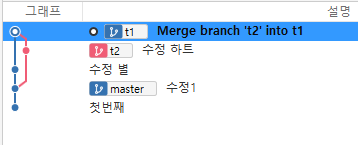 그래프 설명
t1 Merge branch 't2' into t1
t2 수정 하트
수정 별
master 수정1
첫번째